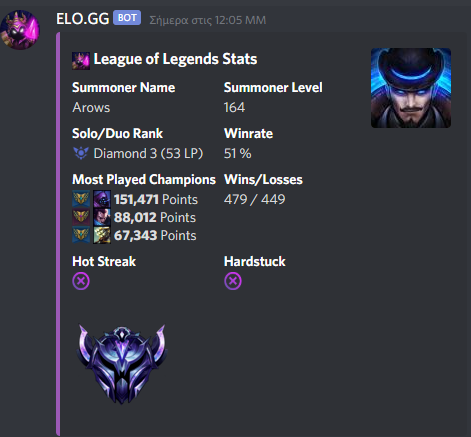 ELO.GG BOT Σήμερα στις 12:05 MM
League of Legends Stats
Summoner Name Summoner Level
Arows 164
Solo/Duo Rank Winrate
Diamond 3 (53 LP) 51 %
Most Played Champions Wins/Losses
151,471 Points 479 / 449
88,012 Points
67,343 Points
Hot Streak Hardstuck